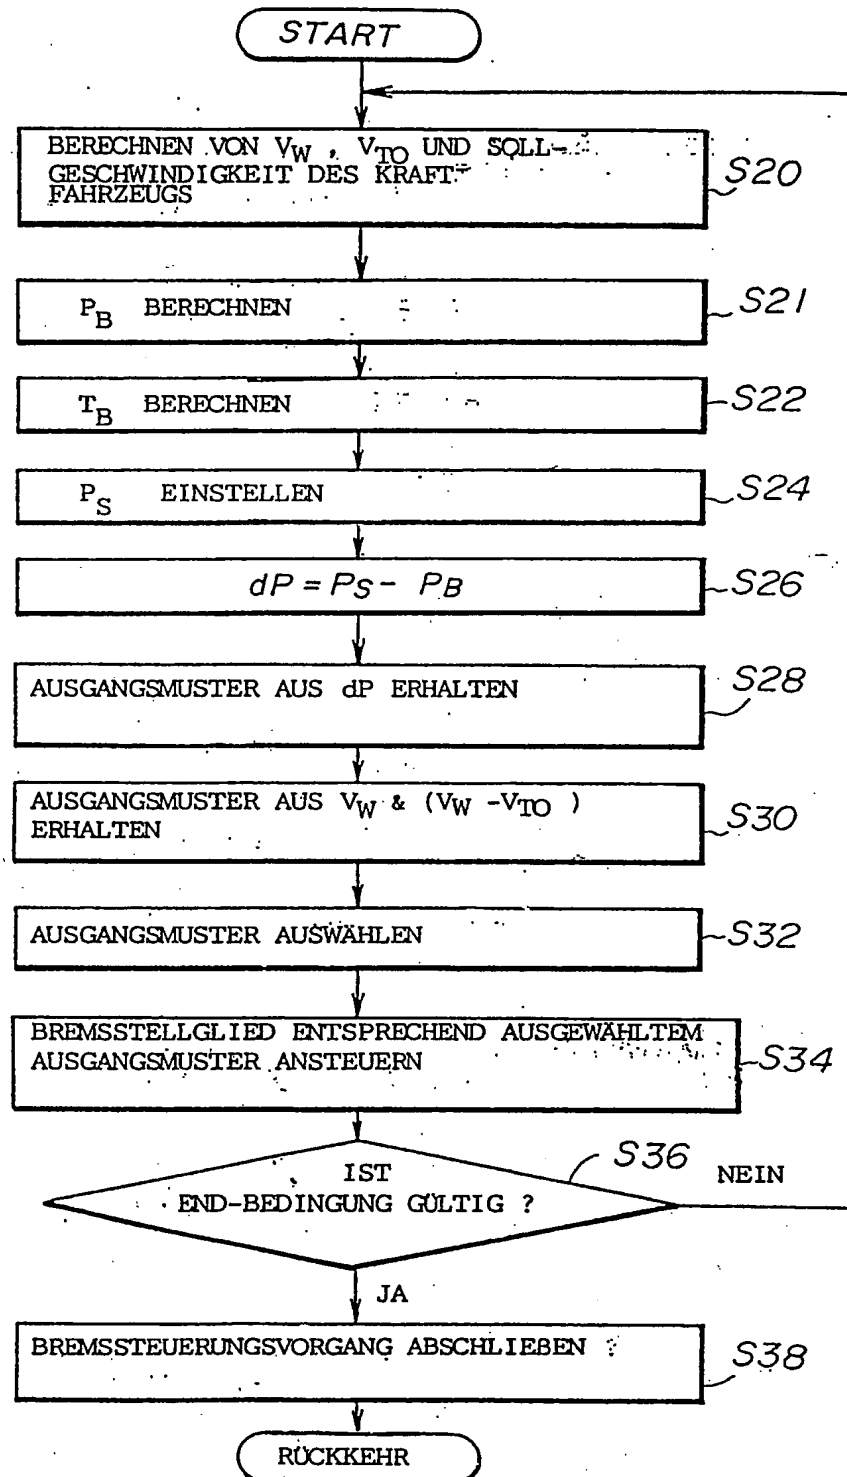 START
BERECHNEN VON V_W , V_TO UND SOLL-
GESCHWINDIGKEIT DES KRAFT-
FAHRZEUGS
S20
P_B BERECHNEN
S21
T_B BERECHNEN
S22
P_S EINSTELLEN
S24
dP = P_S - P_B
S26
AUSGANGSMUSTER AUS dP ERHALTEN
S28
AUSGANGSMUSTER AUS V_W & (V_W -V_TO )
ERHALTEN
S30
AUSGANGSMUSTER AUSWÄHLEN
S32
BREMSSTELLGLIED ENTSPRECHEND AUSGEWÄHLTEM
AUSGANGSMUSTER ANSTEUERN
S34
S36
IST
END-BEDINGUNG GÜLTIG ?
NEIN
JA
BREMSSTEUERUNGSVORGANG ABSCHLIEßEN
S38
RÜCKKEHR